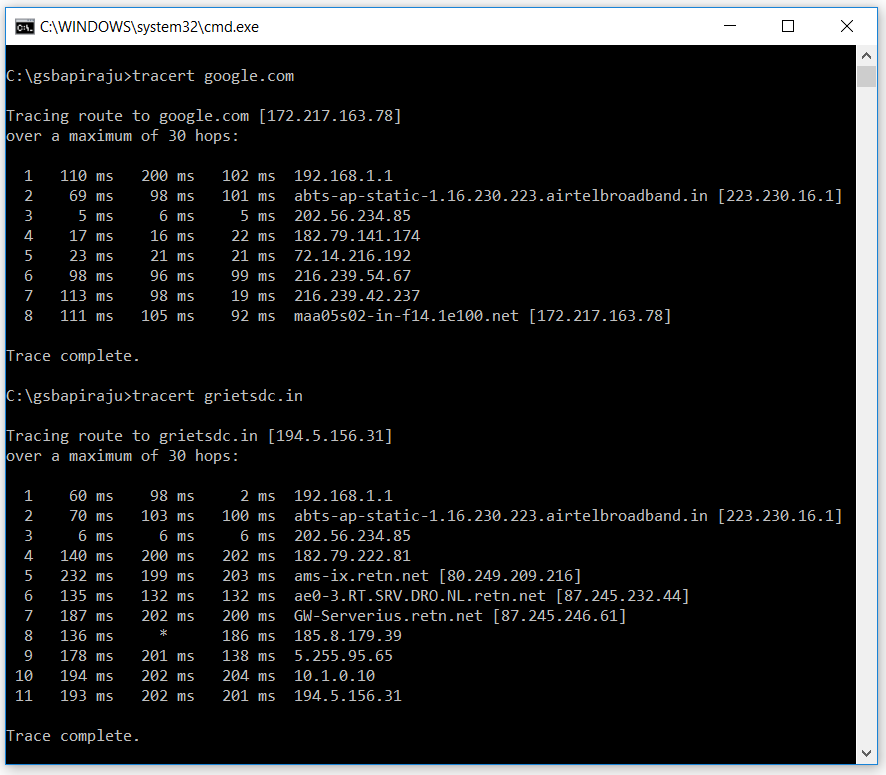 C:\WINDOWS\system32\cmd.exe
C:\gsbapiraju>tracert google.com
Tracing route to google.com [172.217.163.78]
over a maximum of 30 hops:
1 110 ms 200 ms 102 ms 192.168.1.1
2 69 ms 98 ms 101 ms abts-ap-static-1.16.230.223.airtelbroadband.in [223.230.16.1]
3 5 ms 6 ms 5 ms 202.56.234.85
4 17 ms 16 ms 22 ms 182.79.141.174
5 23 ms 21 ms 21 ms 72.14.216.192
6 98 ms 96 ms 99 ms 216.239.54.67
7 113 ms 98 ms 19 ms 216.239.42.237
8 111 ms 105 ms 92 ms maa05s02-in-f14.1e100.net [172.217.163.78]
Trace complete.
C:\gsbapiraju>tracert grietsdc.in
Tracing route to grietsdc.in [194.5.156.31]
over a maximum of 30 hops:
1 60 ms 98 ms 2 ms 192.168.1.1
2 70 ms 103 ms 100 ms abts-ap-static-1.16.230.223.airtelbroadband.in [223.230.16.1]
3 6 ms 6 ms 6 ms 202.56.234.85
4 140 ms 200 ms 202 ms 182.79.222.81
5 232 ms 199 ms 203 ms ams-ix.retn.net [80.249.209.216]
6 135 ms 132 ms 132 ms ae0-3.RT.SRV.DRO.NL.retn.net [87.245.232.44]
7 187 ms 202 ms 200 ms GW-Serverius.retn.net [87.245.246.61]
8 136 ms * 186 ms 185.8.179.39
9 178 ms 201 ms 138 ms 5.255.95.65
10 194 ms 202 ms 204 ms 10.1.0.10
11 193 ms 202 ms 201 ms 194.5.156.31
Trace complete.